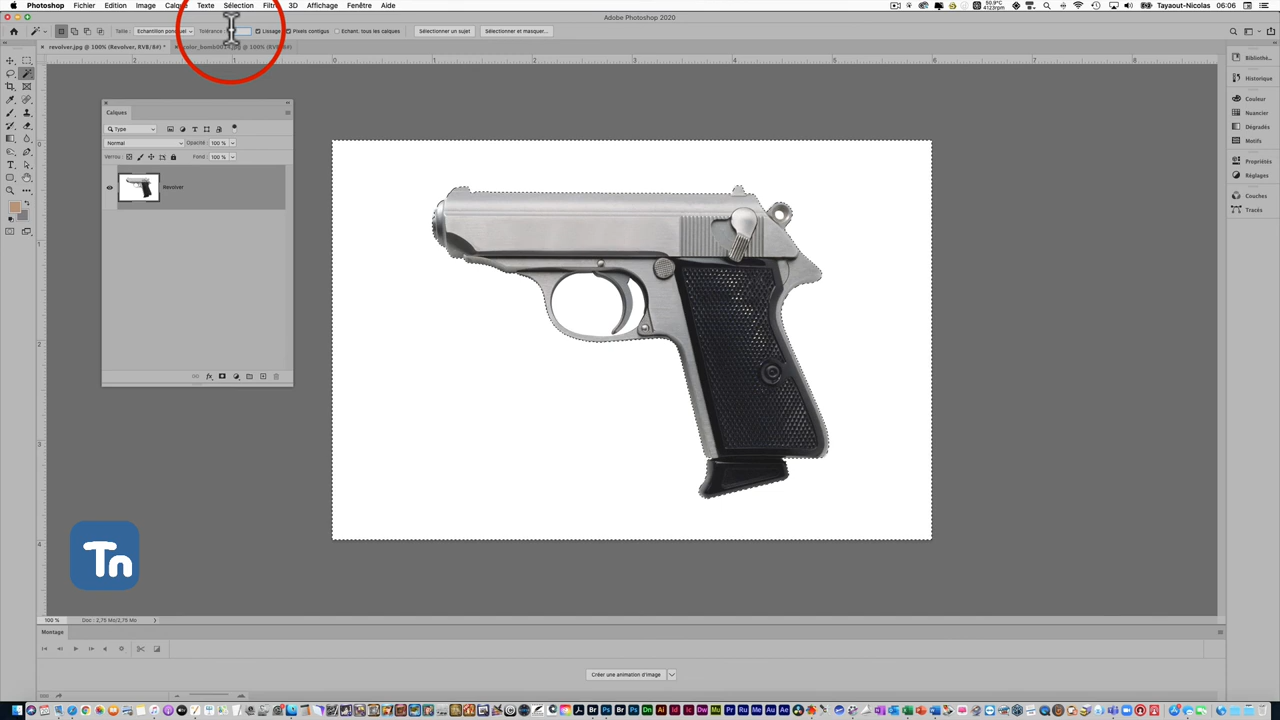 Photoshop Fichier Edition Image Calque Texte Sélection Filtre 3D Affichage Fenêtre Aide
Tayaout-Nicolas 06:06
Adobe Photoshop 2020
Taille : Echantillon ponctuel Tolérance : Lissage Pixels contigus Echant. tous les calques Sélectionner un sujet Sélectionner et masquer...
revolver.jpg @ 100% (Revolver, RVB/8#) *
Calques
Type
Normal Opacité : 100 %
Verrou : Fond : 100 %
Revolver
Bibliothè...
Historique
Couleur
Nuancier
Dégradés
Motifs
Propriétés
Réglages
Couches
Tracés
Tn
100 % Doc : 2,75 Mo/2,75 Mo
Montage
Créer une animation d'image